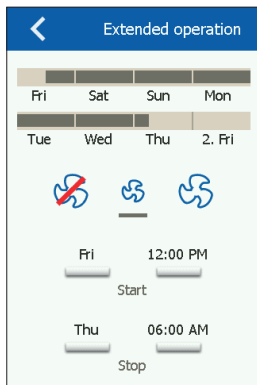 Extended operation
Fri Sat Sun Mon
Tue Wed Thu 2. Fri
Fri 12:00 PM
Start
Thu 06:00 AM
Stop